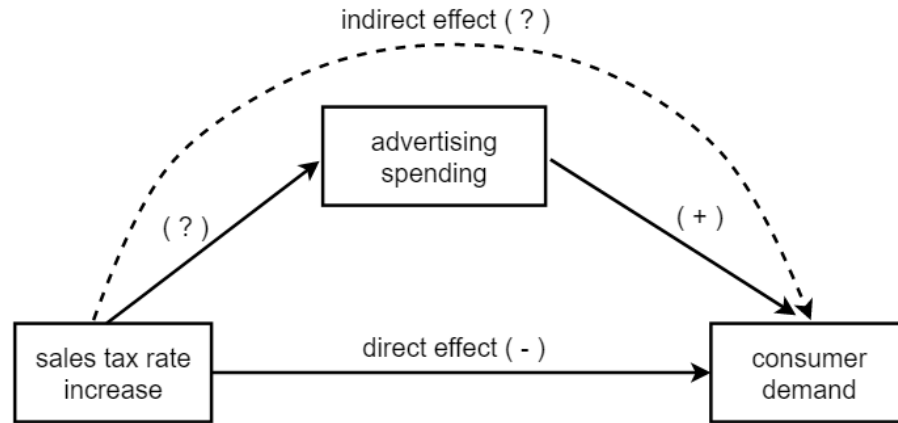 indirect effect ( ? )
advertising
spending
( ? )
( + )
sales tax rate
increase
direct effect ( - )
consumer
demand